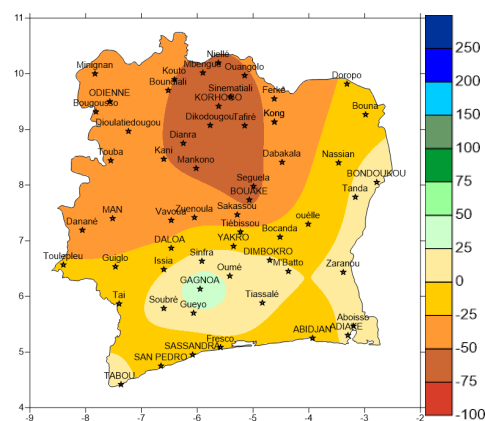 11
Niellé
250
Minignan
Mbengué
Ouangolo
10
Kouto
Doropo
200
Boundiali
Sinematiali
ODIENNE
KORHOGO
Ferké
150
Bougousso
Bouna
9
Dioulatiedougou
Dikodougou
Tafiré
Kong
100
Dianra
Touba
Kani
Mankono
Dabakala
Nassian
75
BONDOUKOU
8
Seguela
Tanda
BOUAKE
50
MAN
Vavoua
Zuenoula
Sakassou
ouélle
25
Dananè
Tiébissou
Bocanda
7
DALOA
YAKRO
0
Toulepleu
Guiglo
Issia
Sinfra
DIMBOKRO
M'Batto
Zaranou
Oumé
-25
6
GAGNOA
Tai
Soubrè
Gueyo
Tiassalé
Aboisso
-50
ABIDJAN
ADIAKE
5
SASSANDRA
Fresco
SAN PEDRO
-75
TABOU
4
-100
-9 -8 -7 -6 -5 -4 -3 -2